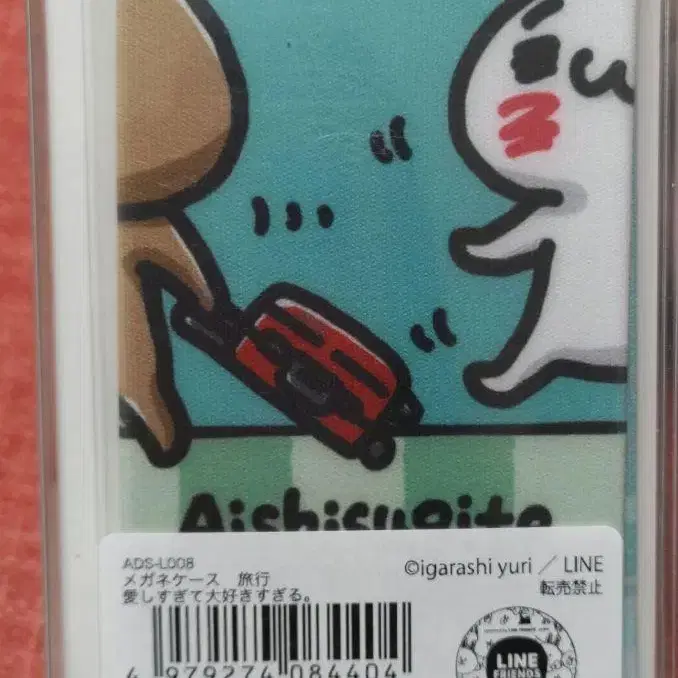 Aishisugite
ADS-L008
メガネケース 旅行
愛しすぎて大好きすぎる。
©igarashi yuri / LINE
転売禁止
4 979274 084404
LINE
FRIENDS